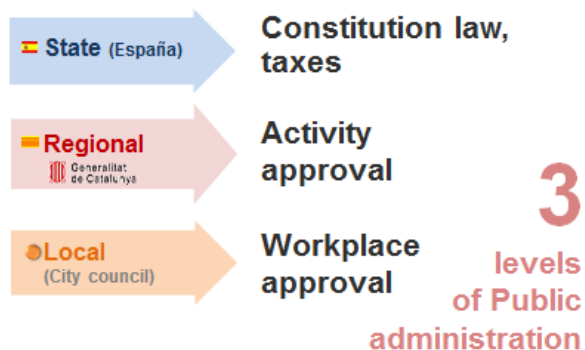 State (España)
Constitution law,
taxes
Regional
Generalitat
de Catalunya
Activity
approval
Local
(City council)
Workplace
approval
3
levels
of Public
administration